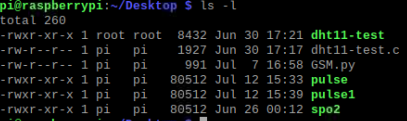 pi@raspberrypi:~/Desktop $ ls -l
total 260
-rwxr-xr-x 1 root root  8432 Jun 30 17:21 dht11-test
-rw-r--r-- 1 pi   pi    1927 Jun 30 17:17 dht11-test.c
-rw-r--r-- 1 pi   pi     991 Jul  7 16:58 GSM.py
-rwxr-xr-x 1 pi   pi   80512 Jul 12 15:33 pulse
-rwxr-xr-x 1 pi   pi   80512 Jul 12 15:39 pulse1
-rwxr-xr-x 1 pi   pi   80512 Jun 26 00:12 spo2